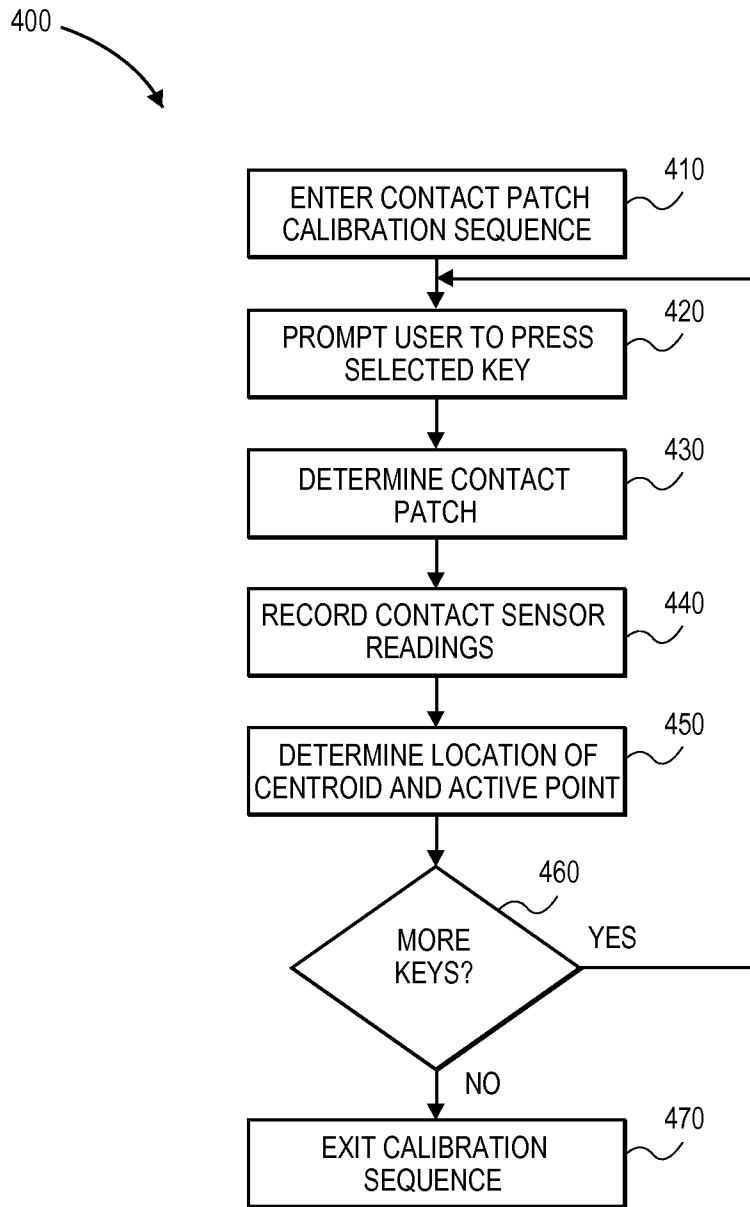 400
410
ENTER CONTACT PATCH
CALIBRATION SEQUENCE
420
PROMPT USER TO PRESS
SELECTED KEY
430
DETERMINE CONTACT
PATCH
440
RECORD CONTACT SENSOR
READINGS
450
DETERMINE LOCATION OF
CENTROID AND ACTIVE POINT
460
MORE
KEYS?
YES
NO
470
EXIT CALIBRATION
SEQUENCE